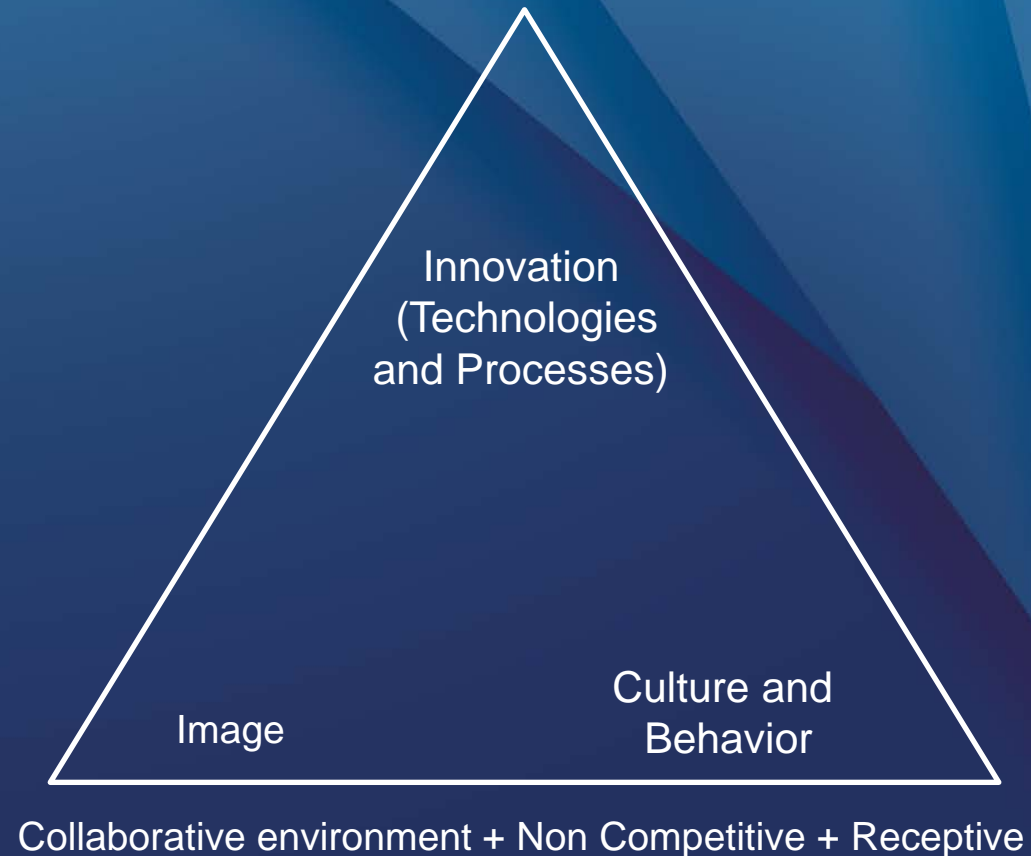 Innovation
(Technologies
and Processes)
Image
Culture and
Behavior
Collaborative environment + Non Competitive + Receptive